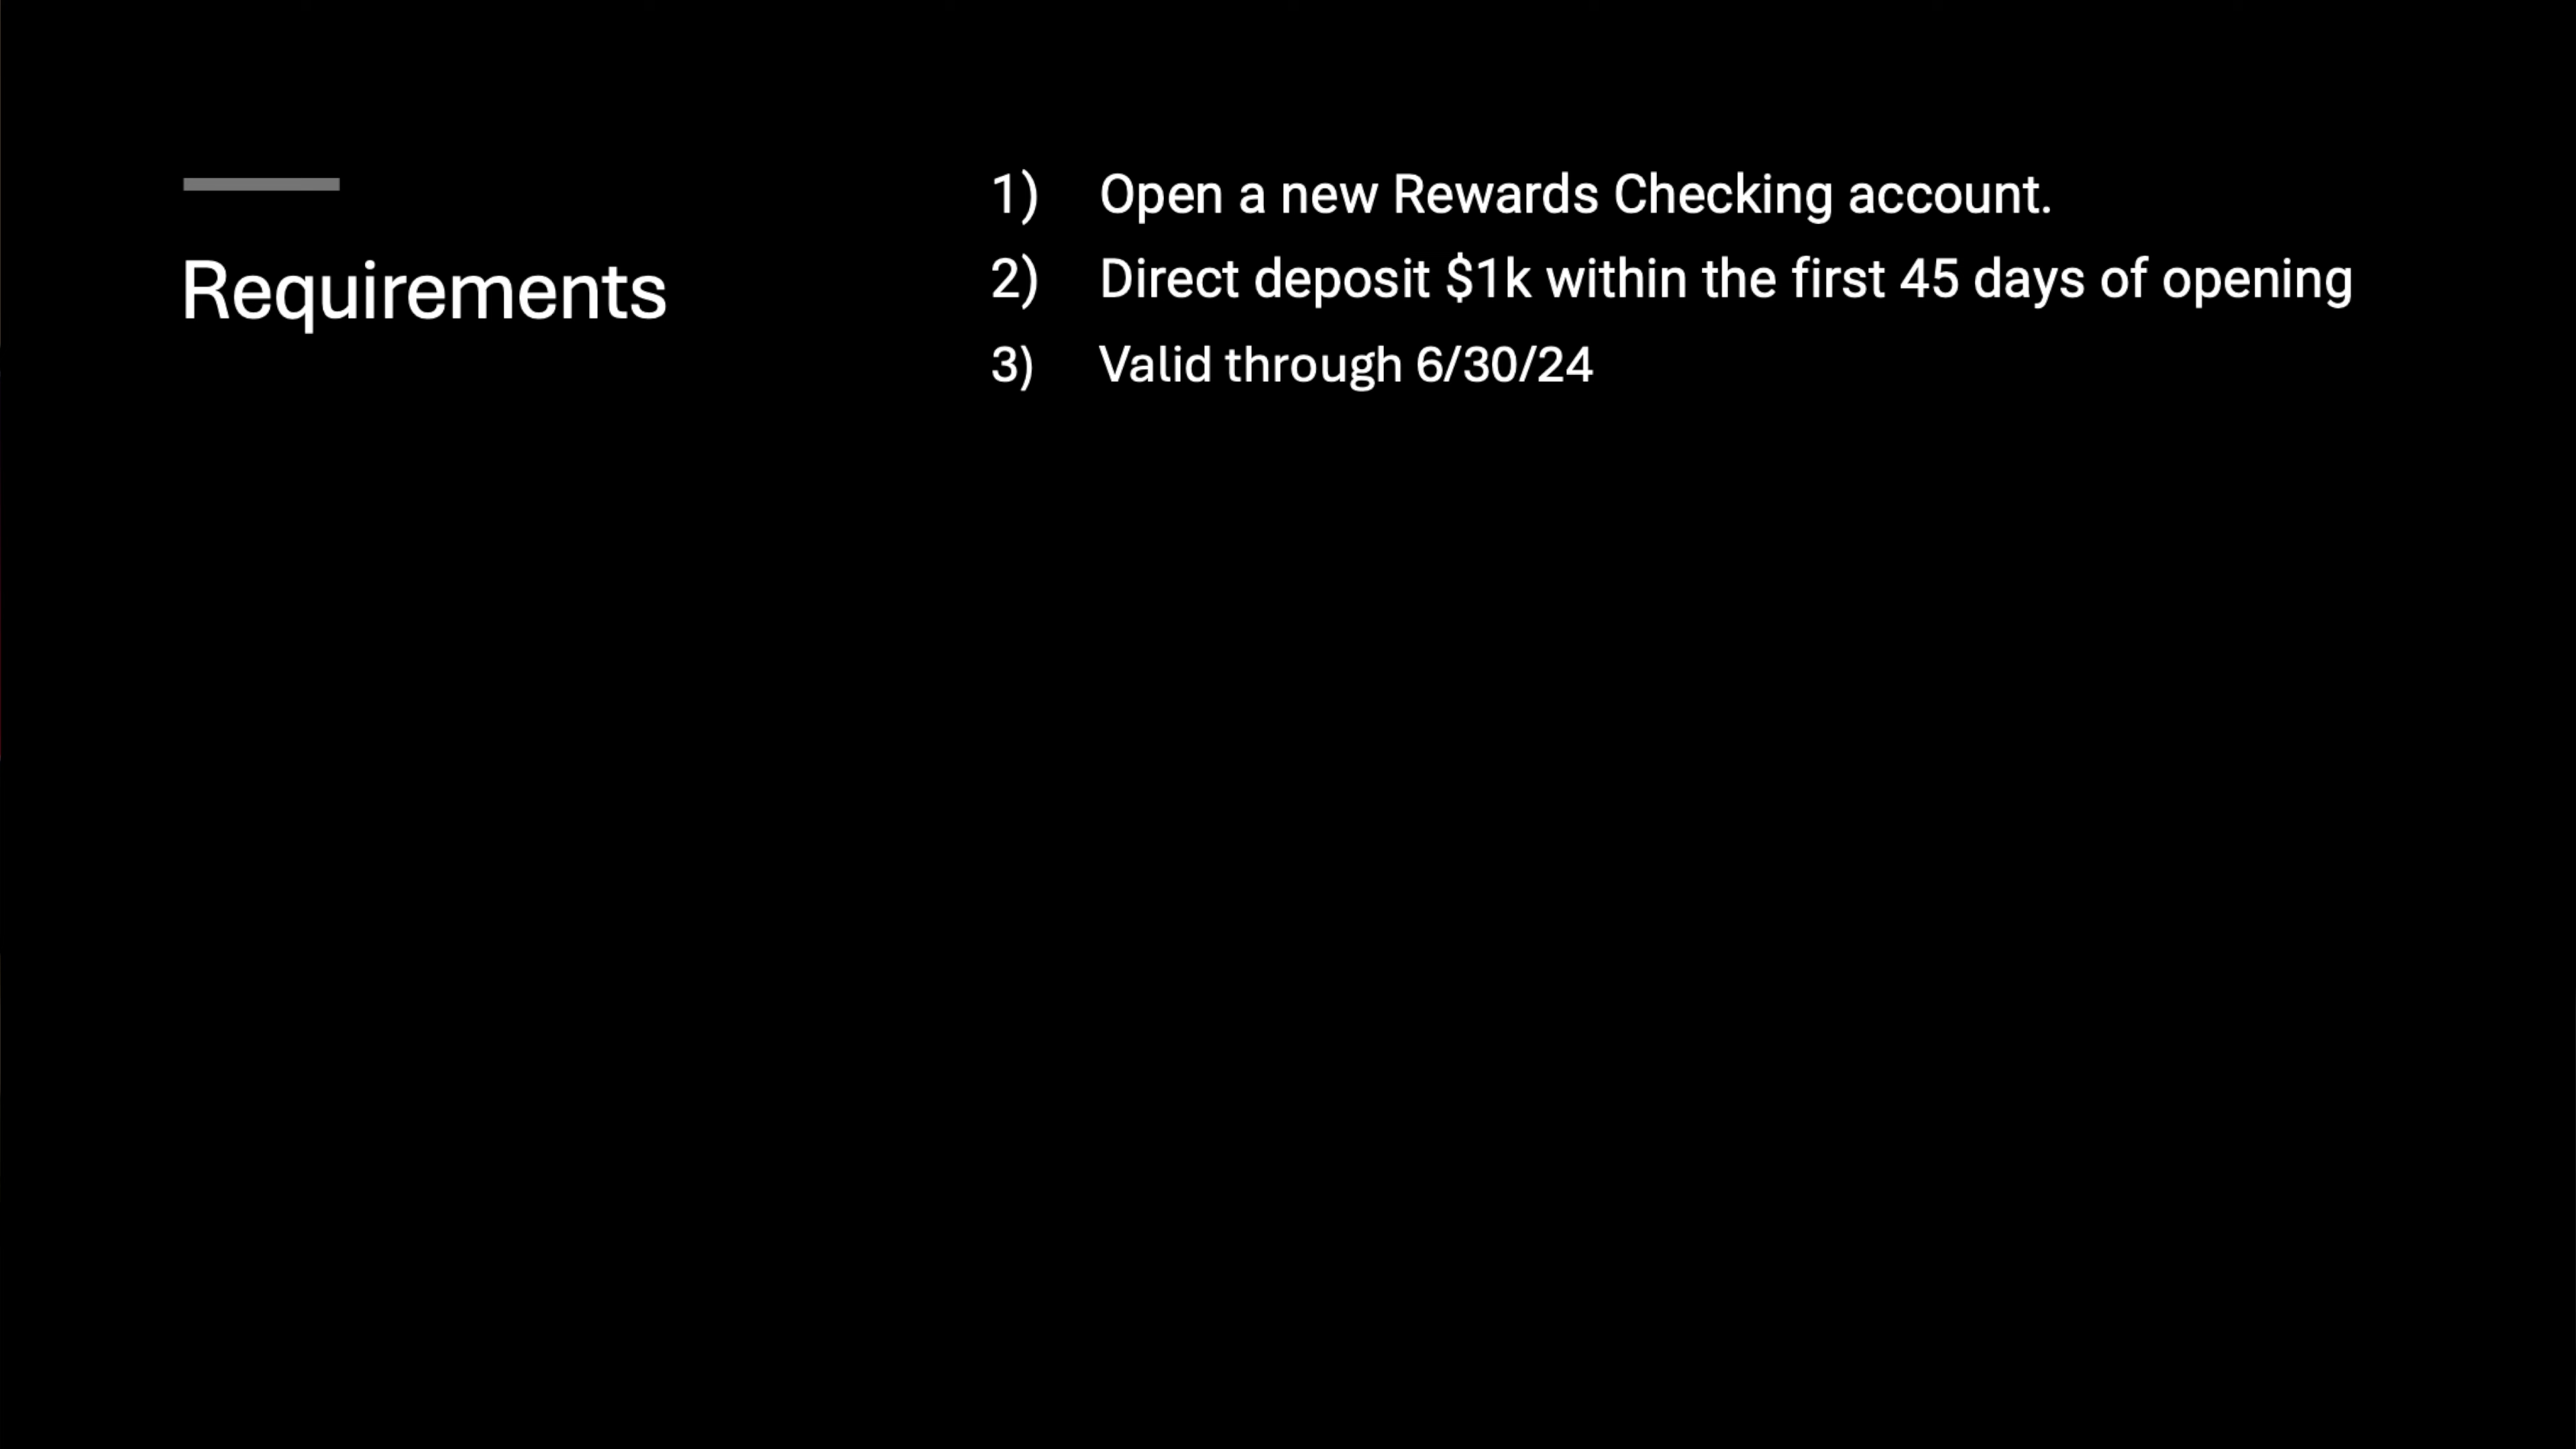 Requirements
1) Open a new Rewards Checking account.
2) Direct deposit $1k within the first 45 days of opening
3) Valid through 6/30/24